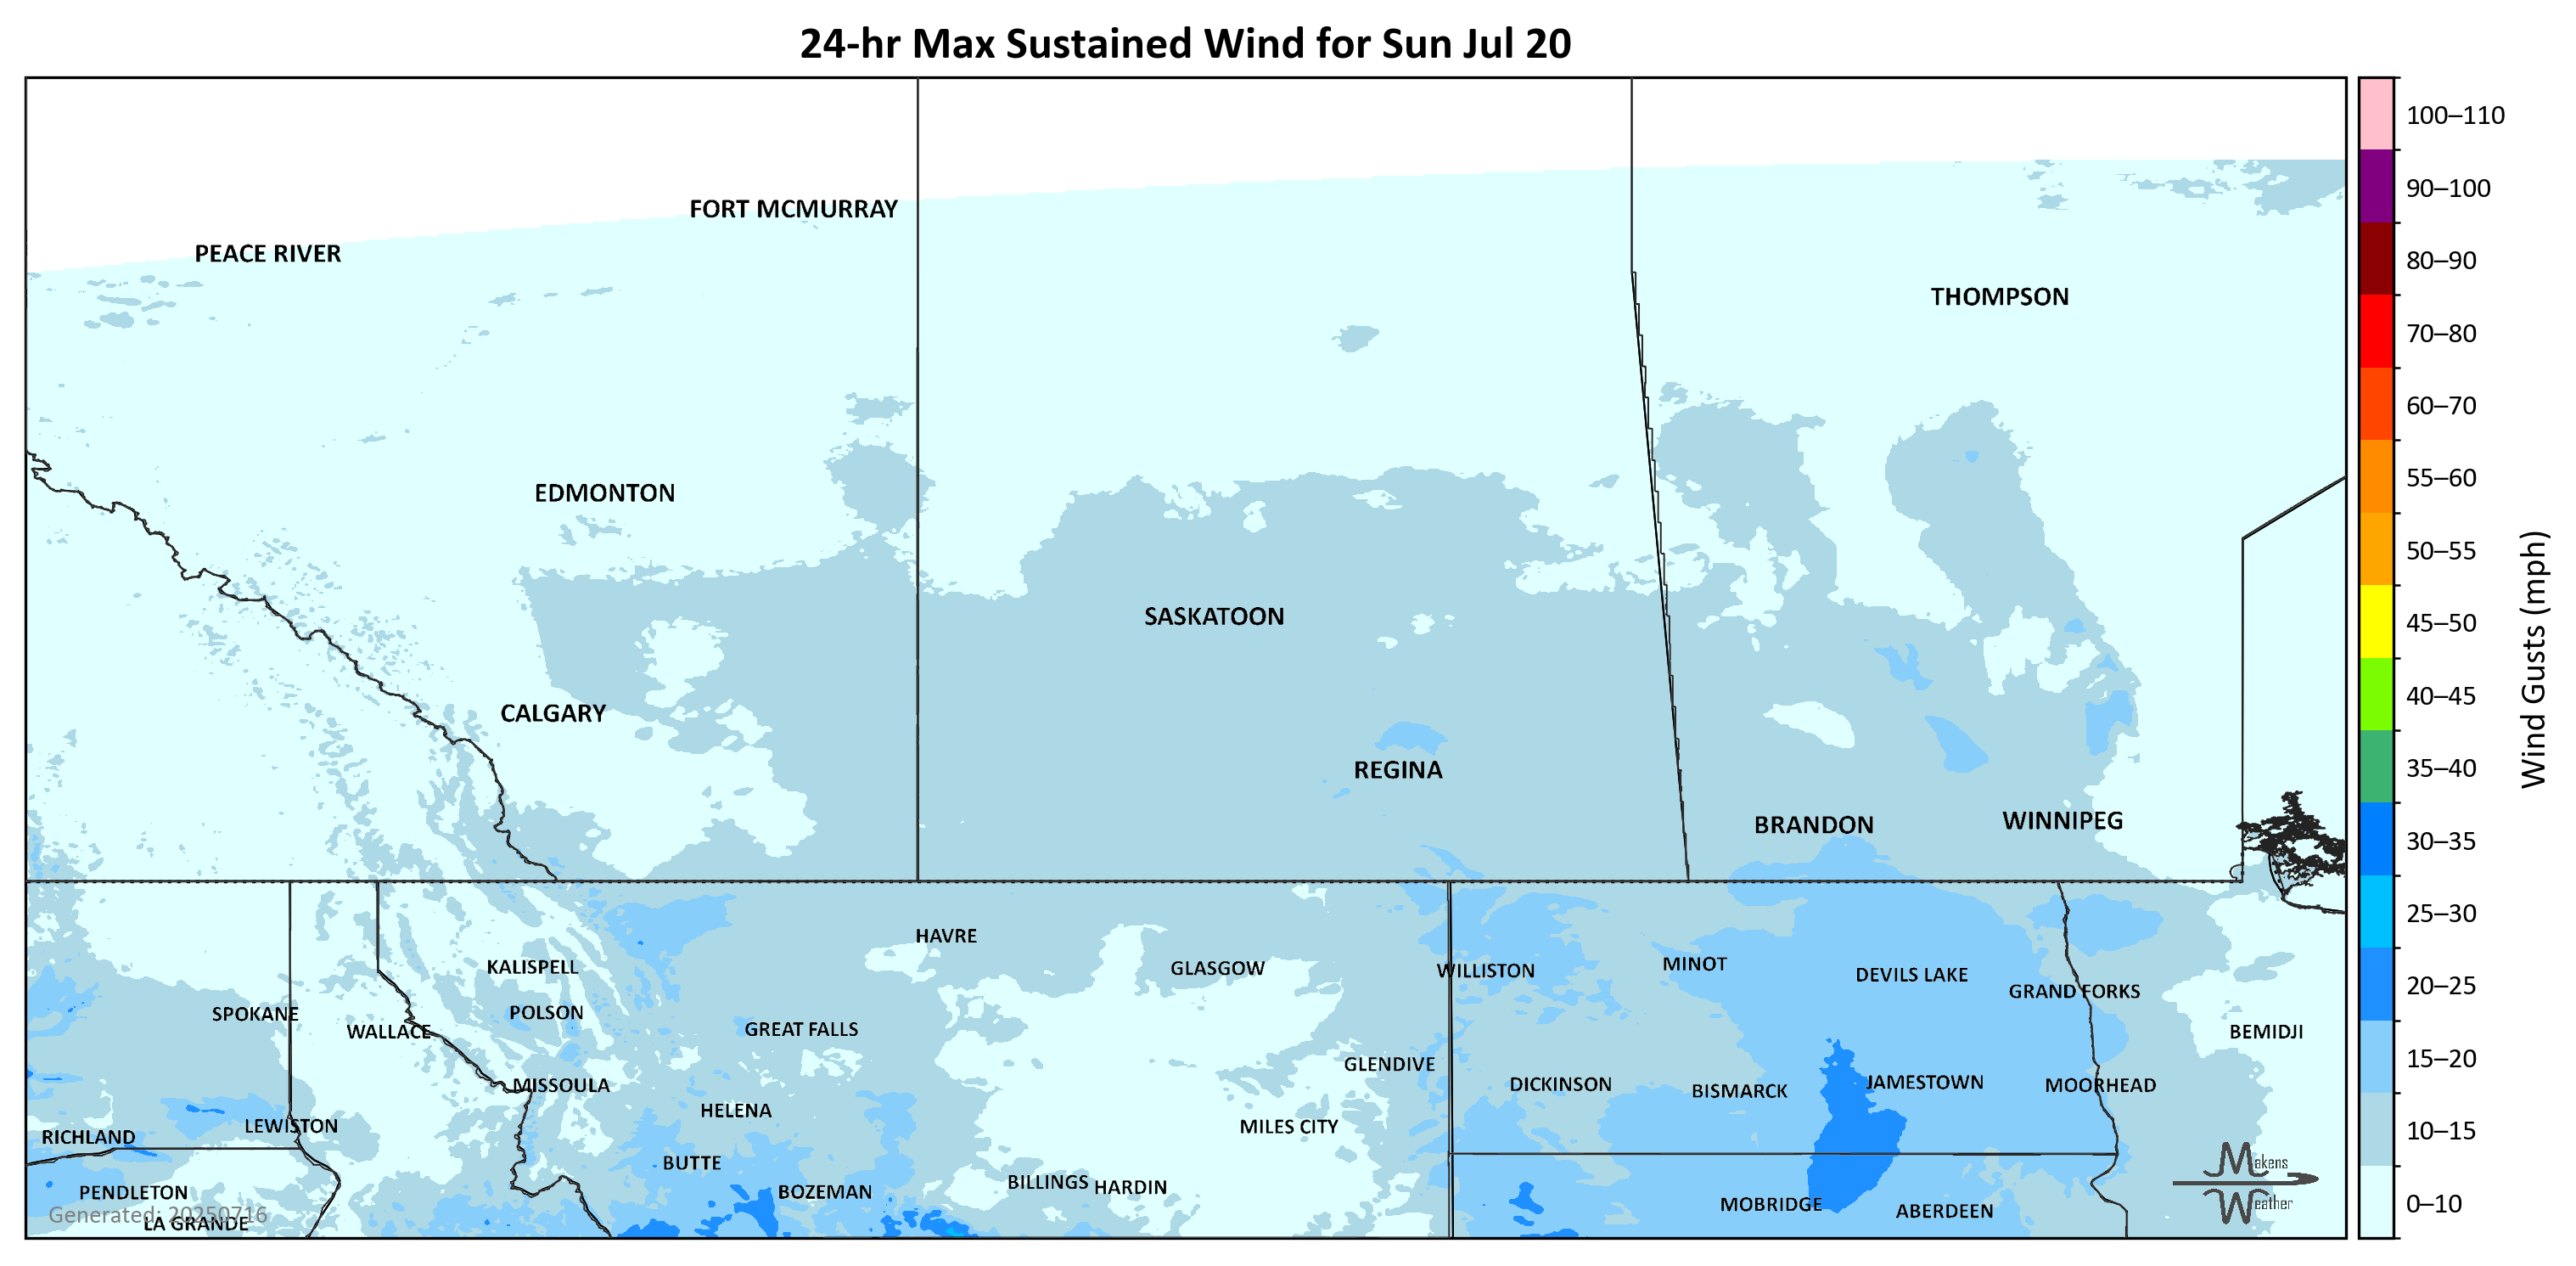 24-hr Max Sustained Wind for Sun Jul 20
100–110
90–100
80–90
70–80
60–70
55–60
50–55
45–50
40–45
35–40
30–35
25–30
20–25
15–20
10–15
0–10
Wind Gusts (mph)
FORT MCMURRAY
PEACE RIVER
THOMPSON
EDMONTON
SASKATOON
CALGARY
REGINA
BRANDON
WINNIPEG
HAVRE
KALISPELL
GLASGOW
WILLISTON
MINOT
DEVILS LAKE
GRAND FORKS
SPOKANE
POLSON
WALLACE
GREAT FALLS
BEMIDJI
GLENDIVE
MISSOULA
DICKINSON
BISMARCK
JAMESTOWN
MOORHEAD
HELENA
LEWISTON
MILES CITY
RICHLAND
BUTTE
PENDLETON
BOZEMAN
BILLINGS
HARDIN
MOBRIDGE
ABERDEEN
LA GRANDE
Generated: 20250716
Makens
Weather